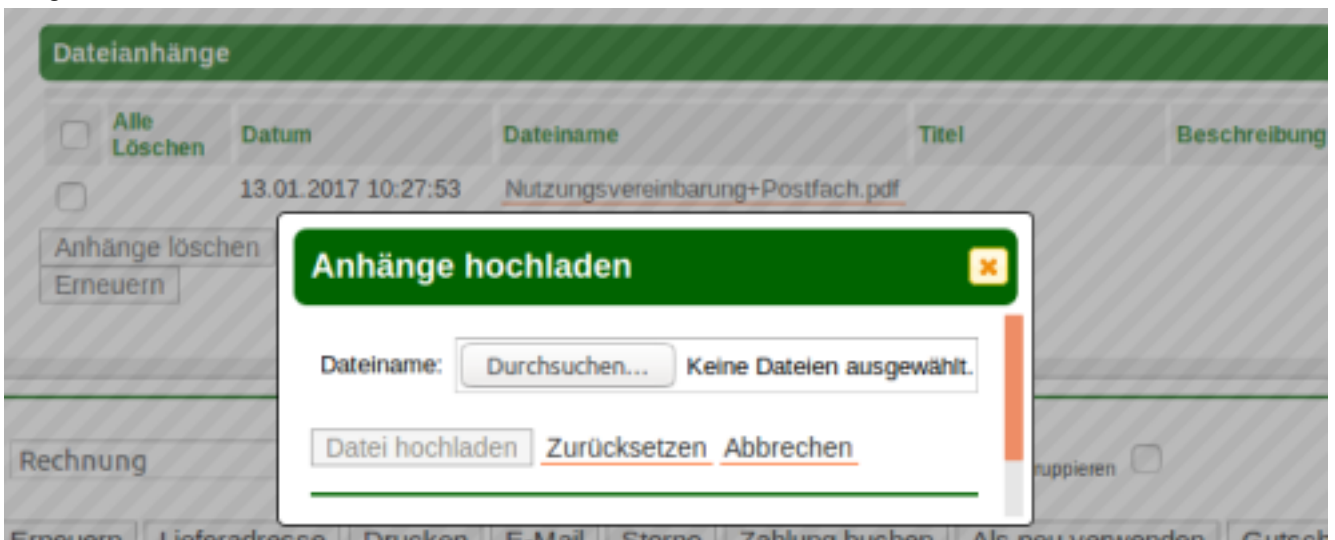 Dateianhänge
Alle Löschen Datum Dateiname Titel Beschreibung
13.01.2017 10:27:53 Nutzungsvereinbarung+Postfach.pdf
Anhänge löschen
Erneuern
Anhänge hochladen
Dateiname: Durchsuchen... Keine Dateien ausgewählt.
Datei hochladen Zurücksetzen Abbrechen
Rechnung
Erneuern Lieferadresse Drucken E-Mail Storno Zahlung buchen Als neu verwenden